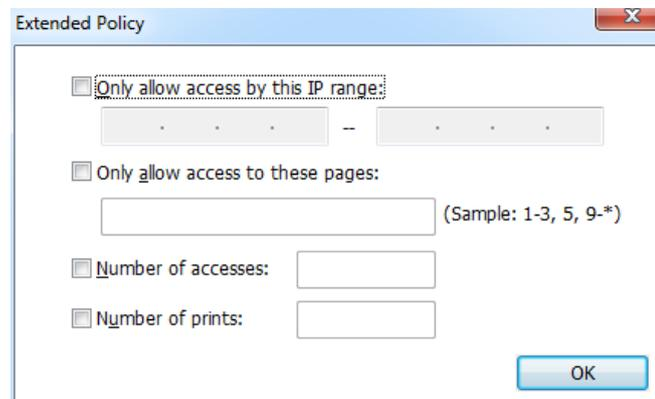 Extended Policy
Only allow access by this IP range:
. . . -- . . .
Only allow access to these pages:
(Sample: 1-3, 5, 9-*)
Number of accesses:
Number of prints:
OK